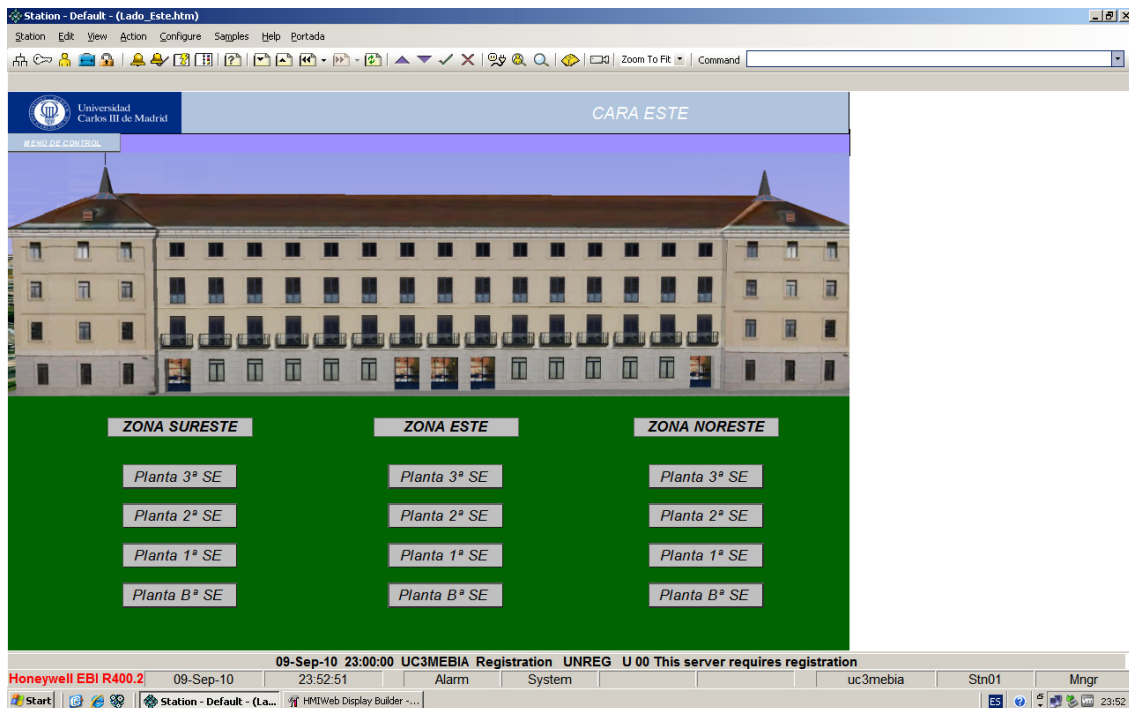 Station - Default - (Lado_Este.htm)
Station Edit View Action Configure Samples Help Portada
Zoom To Fit Command
Universidad
Carlos III de Madrid
CARA ESTE
MENÚ DE CONTROL
ZONA SURESTE ZONA ESTE ZONA NORESTE
Planta 3ª SE Planta 3ª SE Planta 3ª SE
Planta 2ª SE Planta 2ª SE Planta 2ª SE
Planta 1ª SE Planta 1ª SE Planta 1ª SE
Planta Bª SE Planta Bª SE Planta Bª SE
09-Sep-10 23:00:00 UC3MEBIA Registration UNREG U 00 This server requires registration
Honeywell EBI R400.2 09-Sep-10 23:52:51 Alarm System uc3mebia Stn01 Mngr
Start Station - Default - (La... HMIWeb Display Builder -... ES 23:52